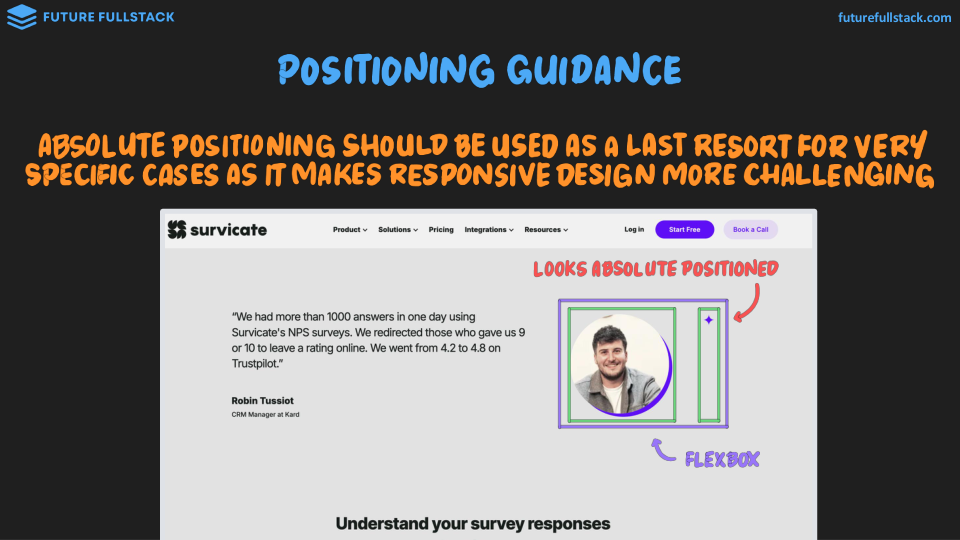 FUTURE FULLSTACK
futurefullstack.com
POSITIONING GUIDANCE
ABSOLUTE POSITIONING SHOULD BE USED AS A LAST RESORT FOR VERY
SPECIFIC CASES AS IT MAKES RESPONSIVE DESIGN MORE CHALLENGING
survicate
Product Solutions Pricing Integrations Resources Log in Start Free Book a Call
LOOKS ABSOLUTE POSITIONED
“We had more than 1000 answers in one day using
Survicate's NPS surveys. We redirected those who gave us 9
or 10 to leave a rating online. We went from 4.2 to 4.8 on
Trustpilot.”
Robin Tussiot
CRM Manager at Kard
FLEXBOX
Understand your survey responses